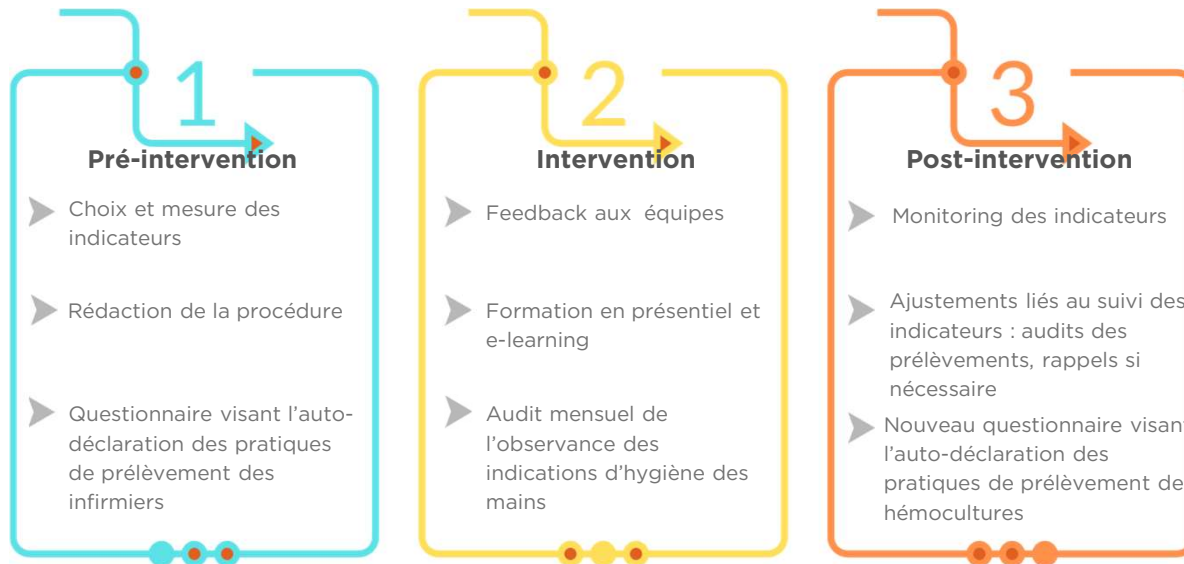 1
Pré-intervention
Choix et mesure des
indicateurs
Rédaction de la procédure
Questionnaire visant l’auto-
déclaration des pratiques
de prélèvement des
infirmiers
2
Intervention
Feedback aux équipes
Formation en présentiel et
e-learning
Audit mensuel de
l’observance des
indications d’hygiène des
mains
3
Post-intervention
Monitoring des indicateurs
Ajustements liés au suivi des
indicateurs : audits des
prélèvements, rappels si
nécessaire
Nouveau questionnaire visant
l’auto-déclaration des
pratiques de prélèvement de
hémocultures